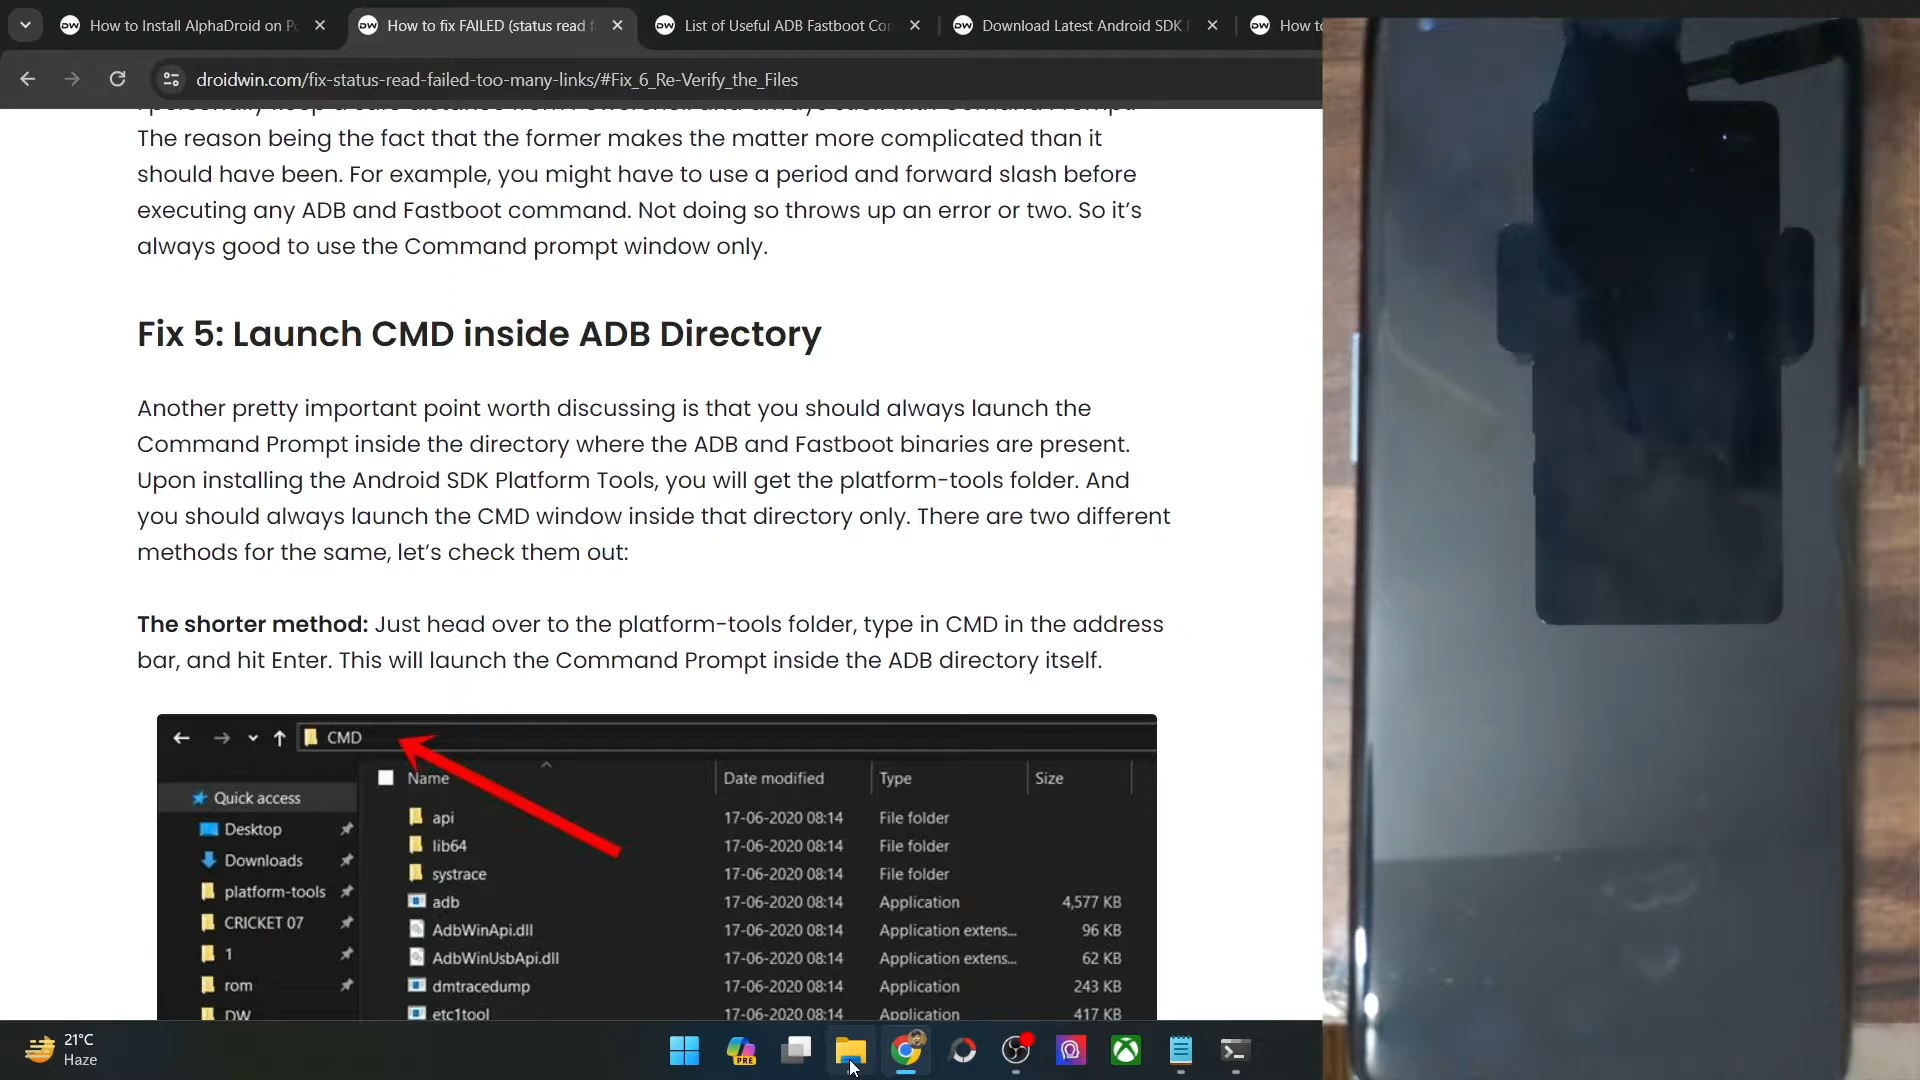 How to Install AlphaDroid on Po
How to fix FAILED (status read f
List of Useful ADB Fastboot Co
Download Latest Android SDK
How to
droidwin.com/fix-status-read-failed-too-many-links/#Fix_6_Re-Verify_the_Files
The reason being the fact that the former makes the matter more complicated than it
should have been. For example, you might have to use a period and forward slash before
executing any ADB and Fastboot command. Not doing so throws up an error or two. So it's
always good to use the Command prompt window only.
Fix 5: Launch CMD inside ADB Directory
Another pretty important point worth discussing is that you should always launch the
Command Prompt inside the directory where the ADB and Fastboot binaries are present.
Upon installing the Android SDK Platform Tools, you will get the platform-tools folder. And
you should always launch the CMD window inside that directory only. There are two different
methods for the same, let's check them out:
The shorter method: Just head over to the platform-tools folder, type in CMD in the address
bar, and hit Enter. This will launch the Command Prompt inside the ADB directory itself.
CMD
Name Date modified Type Size
Quick access
Desktop
Downloads
platform-tools
CRICKET 07
1
rom
DW
api 17-06-2020 08:14 File folder
lib64 17-06-2020 08:14 File folder
systrace 17-06-2020 08:14 File folder
adb 17-06-2020 08:14 Application 4,577 KB
AdbWinApi.dll 17-06-2020 08:14 Application extens... 96 KB
AdbWinUsbApi.dll 17-06-2020 08:14 Application extens... 62 KB
dmtracedump 17-06-2020 08:14 Application 243 KB
etc1tool 17-06-2020 08:14 Application 417 KB
21°C
Haze
PRE